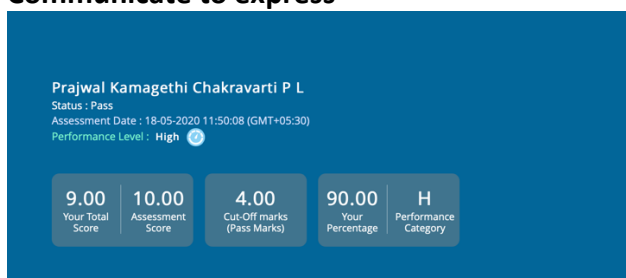 Communicate to express
Prajwal Kamagethi Chakravarti P L
Status : Pass
Assessment Date : 18-05-2020 11:50:08 (GMT+05:30)
Performance Level : High
9.00 10.00 4.00 90.00 H
Your Total Assessment Cut-Off marks Your Performance
Score Score (Pass Marks) Percentage Category